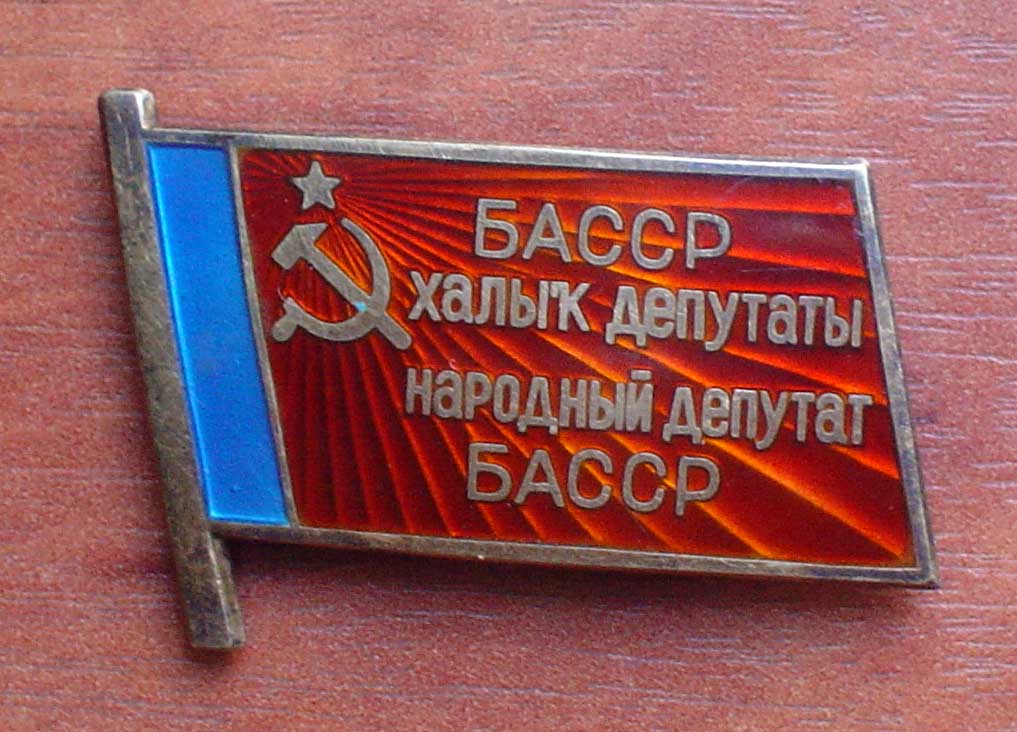 БАССР
халыҡ депутаты
народный депутат
БАССР